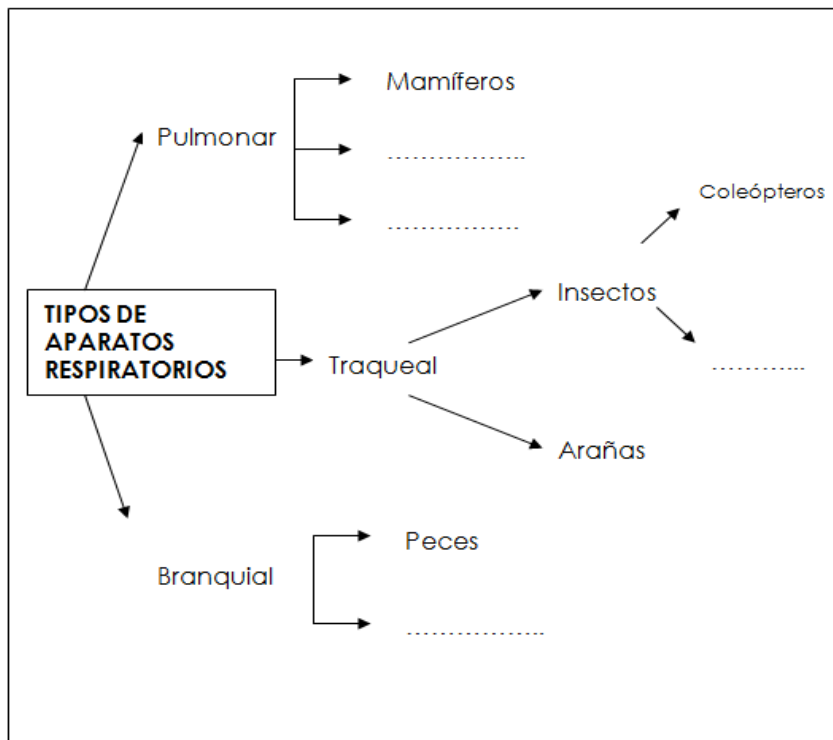 Mamíferos
Pulmonar
……………..
Coleópteros
……………
Insectos
TIPOS DE
APARATOS
RESPIRATORIOS
Traqueal
………...
Arañas
Peces
Branquial
……………..